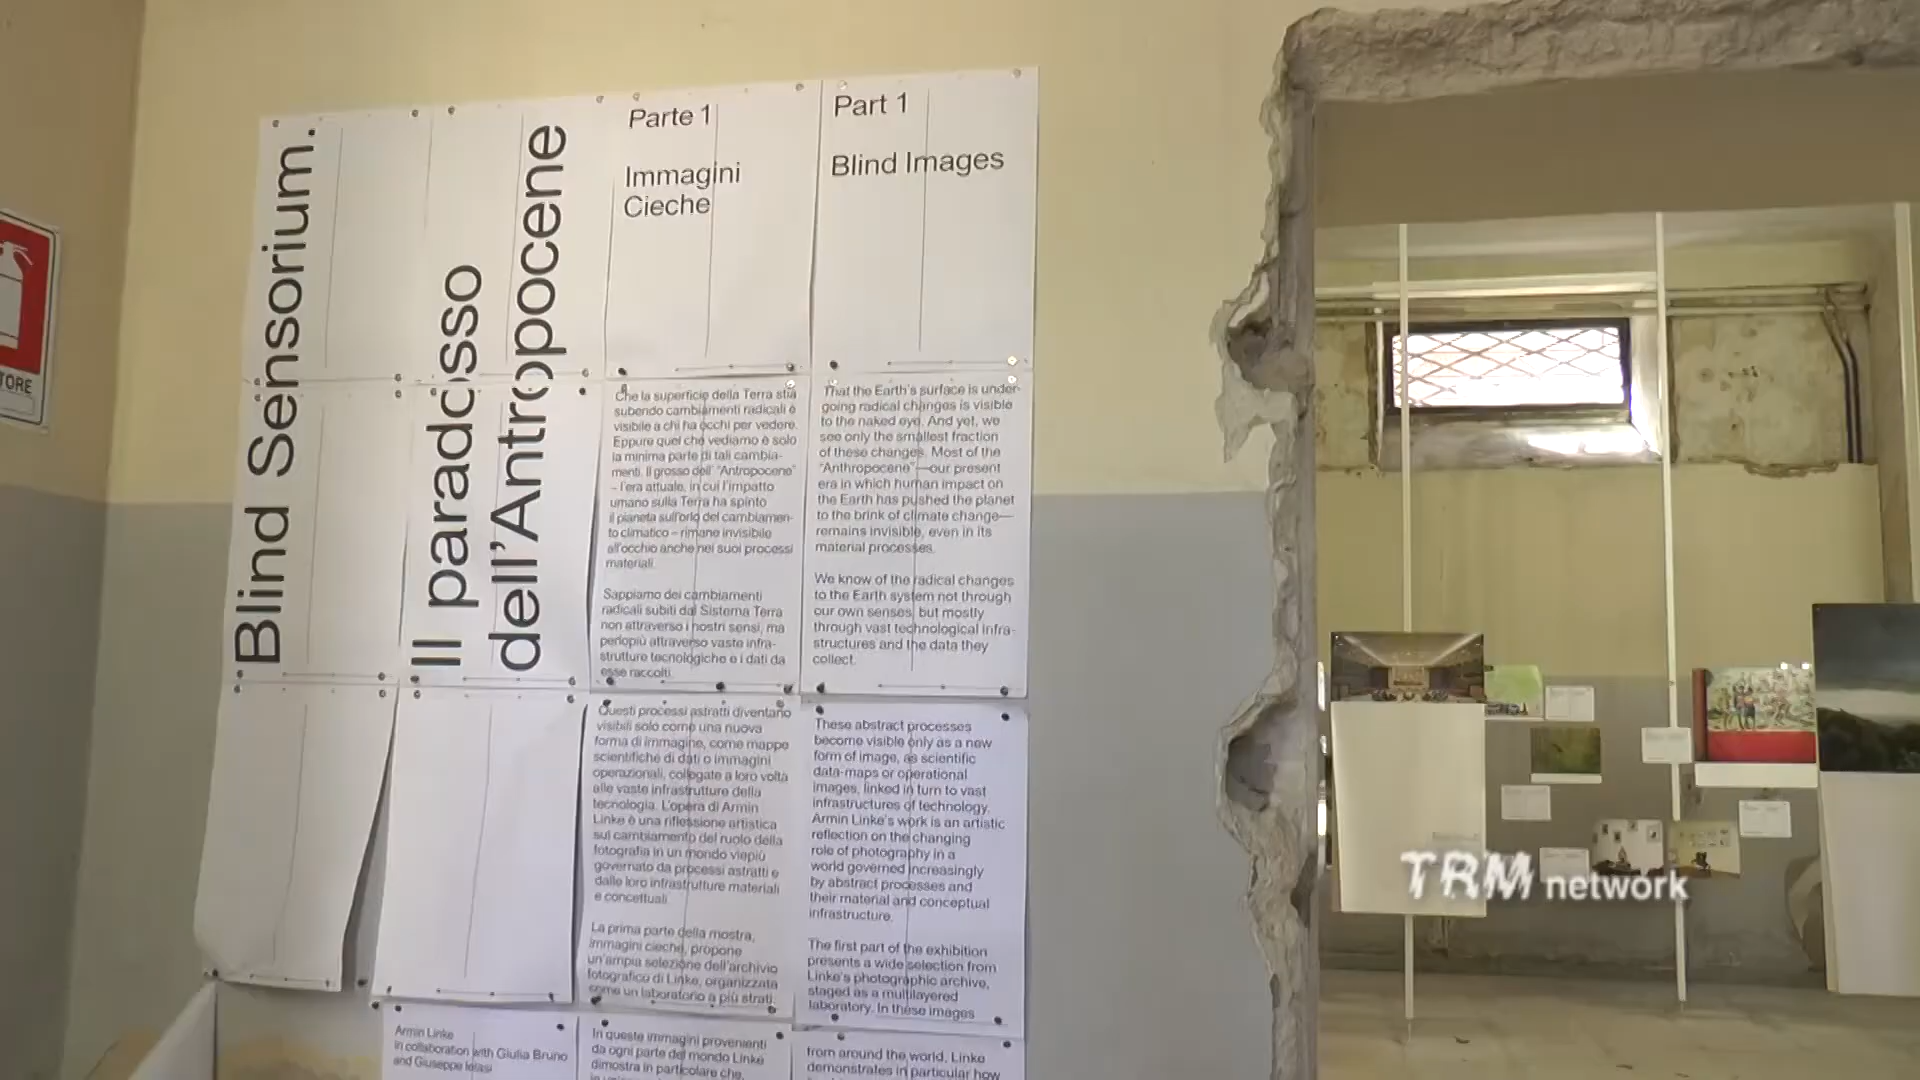 TORE
Blind Sensorium.
Il paradosso
dell'Antropocene
Parte 1
Immagini
Cieche
Che la superficie della Terra stia
subendo cambiamenti radicali è
visibile a chi ha occhi per vedere.
Eppure quel che vediamo è solo
la minima parte di tali cambia-
menti. Il grosso dell' "Antropocene"
– l'era attuale, in cui l'impatto
umano sulla Terra ha spinto
il pianeta sull'orlo del cambiamen-
to climatico – rimane invisibile
all'occhio anche nei suoi processi
materiali.
Sappiamo dei cambiamenti
radicali subiti dal Sistema Terra
non attraverso i nostri sensi, ma
perlopiù attraverso vaste infra-
strutture tecnologiche e i dati da
esse raccolti.
Questi processi astratti diventano
visibili solo come una nuova
forma di immagine, come mappe
scientifiche di dati o immagini
operazionali, collegate a loro volta
alle vaste infrastrutture della
tecnologia. L'opera di Armin
Linke è una riflessione artistica
sul cambiamento del ruolo della
fotografia in un mondo viepiù
governato da processi astratti e
dalle loro infrastrutture materiali
e concettuali.
La prima parte della mostra,
immagini cieche, propone
un'ampia selezione dell'archivio
fotografico di Linke, organizzata
come un laboratorio a più strati.
In queste immagini provenienti
da ogni parte del mondo Linke
dimostra in particolare che,
Part 1
Blind Images
That the Earth's surface is under-
going radical changes is visible
to the naked eye. And yet, we
see only the smallest fraction
of these changes. Most of the
"Anthropocene"—our present
era in which human impact on
the Earth has pushed the planet
to the brink of climate change—
remains invisible, even in its
material processes.
We know of the radical changes
to the Earth system not through
our own senses, but mostly
through vast technological infra-
structures and the data they
collect.
These abstract processes
become visible only as a new
form of image, as scientific
data-maps or operational
images, linked in turn to vast
infrastructures of technology.
Armin Linke's work is an artistic
reflection on the changing
role of photography in a
world governed increasingly
by abstract processes and
their material and conceptual
infrastructure.
The first part of the exhibition
presents a wide selection from
Linke's photographic archive,
staged as a multilayered
laboratory. In these images
from around the world, Linke
demonstrates in particular how
Armin Linke
in collaboration with Giulia Bruno
and Giuseppe Ielasi
TRM network